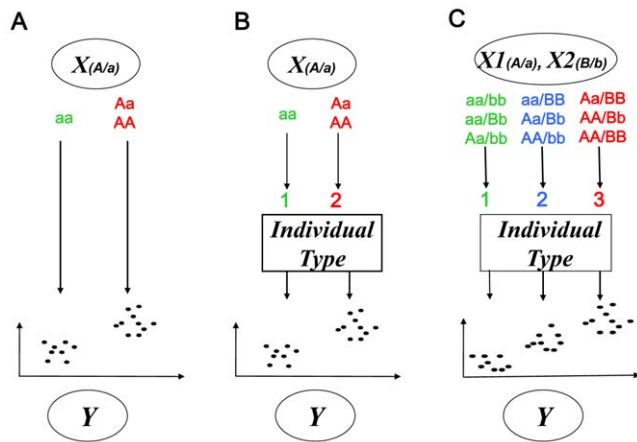 A
X(A/a)
aa
Aa
AA
Y
B
X(A/a)
aa
Aa
AA
1 2
Individual
Type
Y
C
X1(A/a), X2(B/b)
aa/bb aa/BB Aa/BB
aa/Bb Aa/Bb AA/Bb
Aa/bb AA/bb AA/BB
1 2 3
Individual
Type
Y